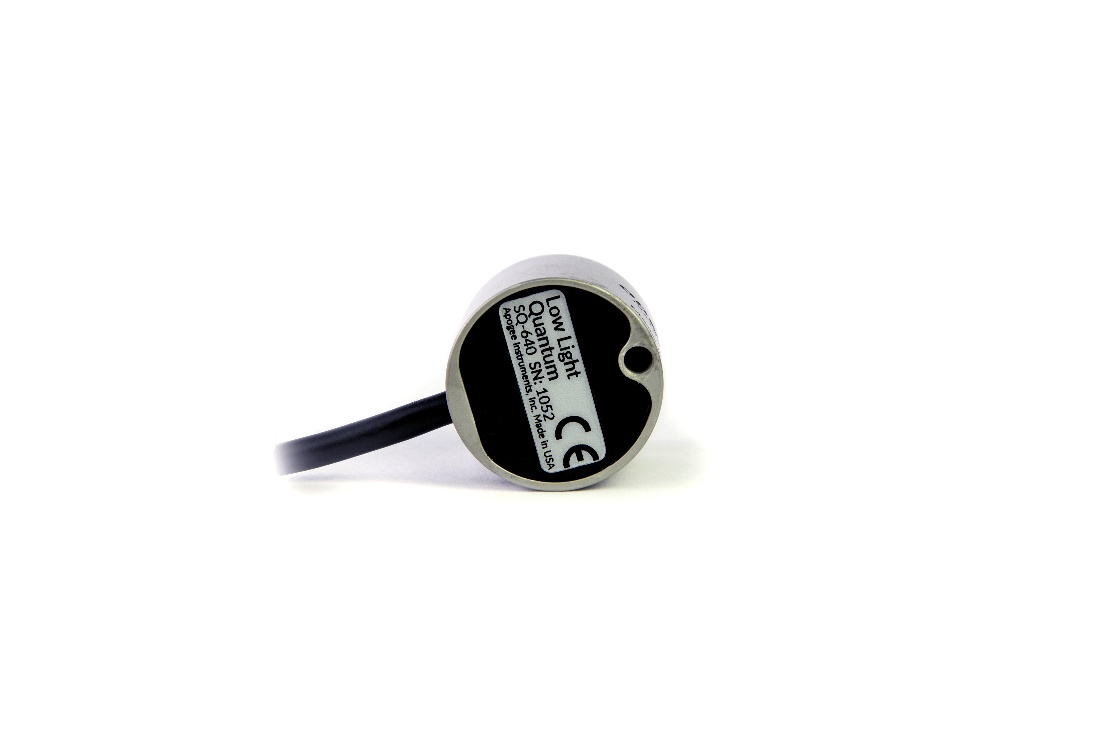 Low Light
Quantum
SQ-640 SN: 1052
Apogee Instruments, Inc. Made in USA
CE